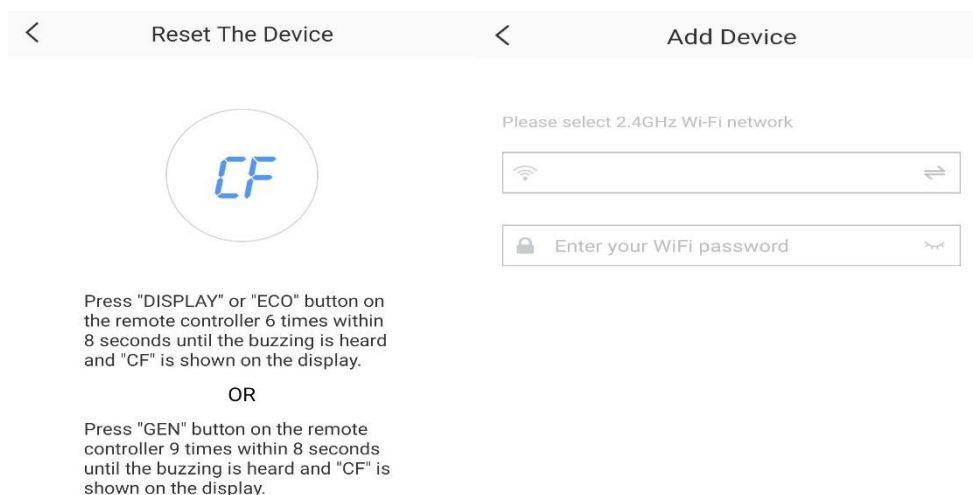 Reset The Device
CF
Press "DISPLAY" or "ECO" button on
the remote controller 6 times within
8 seconds until the buzzing is heard
and "CF" is shown on the display.
OR
Press "GEN" button on the remote
controller 9 times within 8 seconds
until the buzzing is heard and "CF" is
shown on the display.
Add Device
Please select 2.4GHz Wi-Fi network
Enter your WiFi password